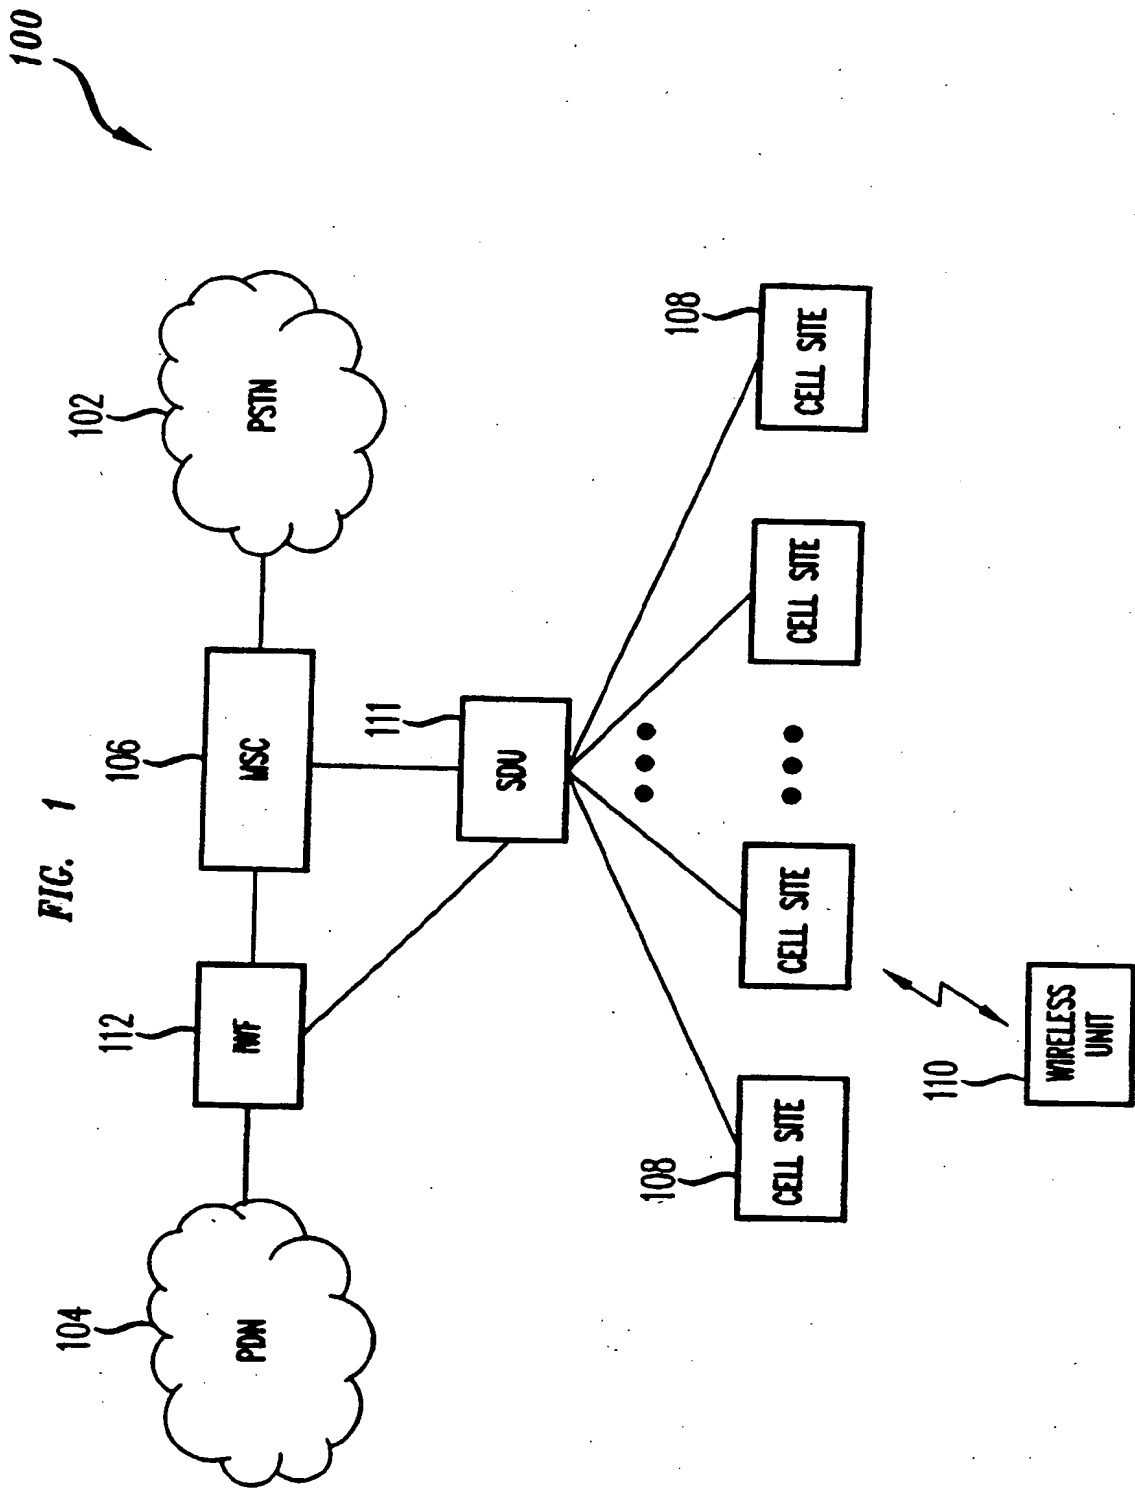 FIG. 1
100
104
PDN
112
IWF
106
MSC
102
PSTN
111
SDU
108
CELL SITE
CELL SITE
CELL SITE
108
CELL SITE
110
WIRELESS
UNIT